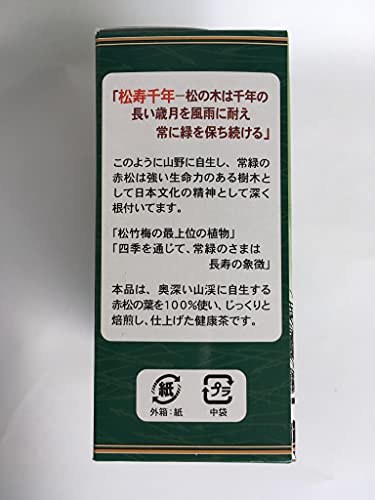 「松寿千年―松の木は千年の
長い歳月を風雨に耐え
常に緑を保ち続ける」
このように山野に自生し、常緑の
赤松は強い生命力のある樹木と
して日本文化の精神として深く
根付いてます。
「松竹梅の最上位の植物」
「四季を通じて、常緑のさまは
長寿の象徴」
本品は、奥深い山渓に自生する
赤松の葉を100%使い、じっくりと
焙煎し、仕上げた健康茶です。
紙 プラ
外箱:紙 中袋